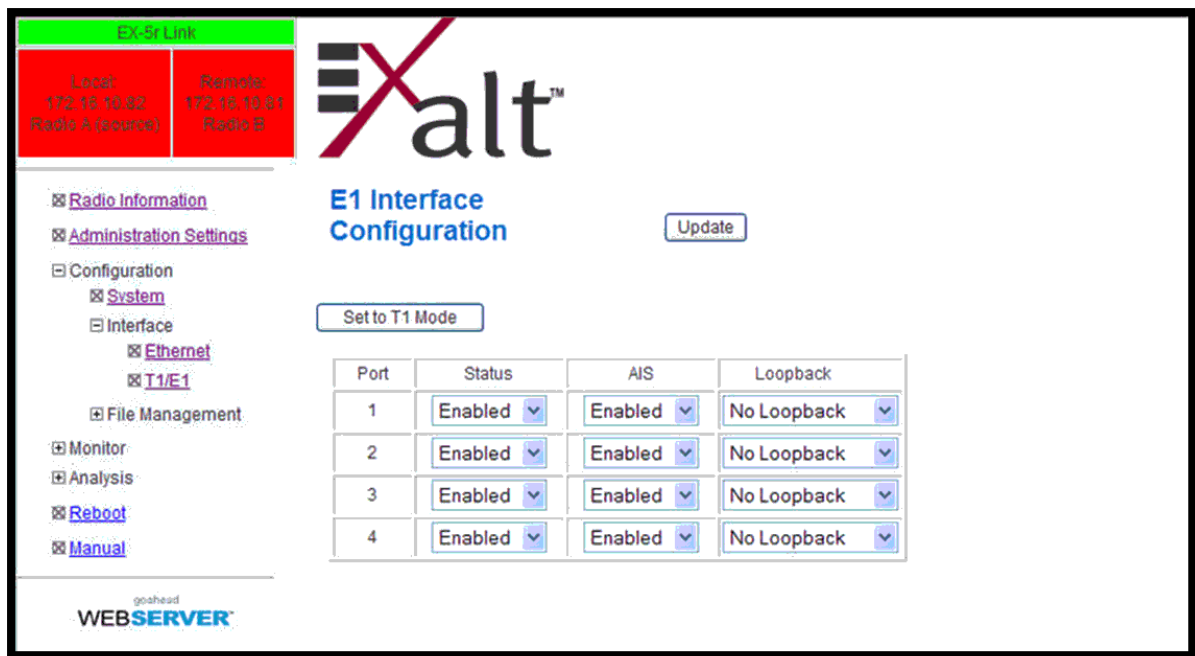 EX-5r Link
Local: Remote:
172.16.10.82 172.16.10.81
Radio A (source) Radio B
EXalt™
Radio Information
Administration Settings
Configuration
System
Interface
Ethernet
T1/E1
File Management
Monitor
Analysis
Reboot
Manual
goahead
WEBSERVER™
E1 Interface
Configuration
Update
Set to T1 Mode
Port Status AIS Loopback
1 Enabled Enabled No Loopback
2 Enabled Enabled No Loopback
3 Enabled Enabled No Loopback
4 Enabled Enabled No Loopback